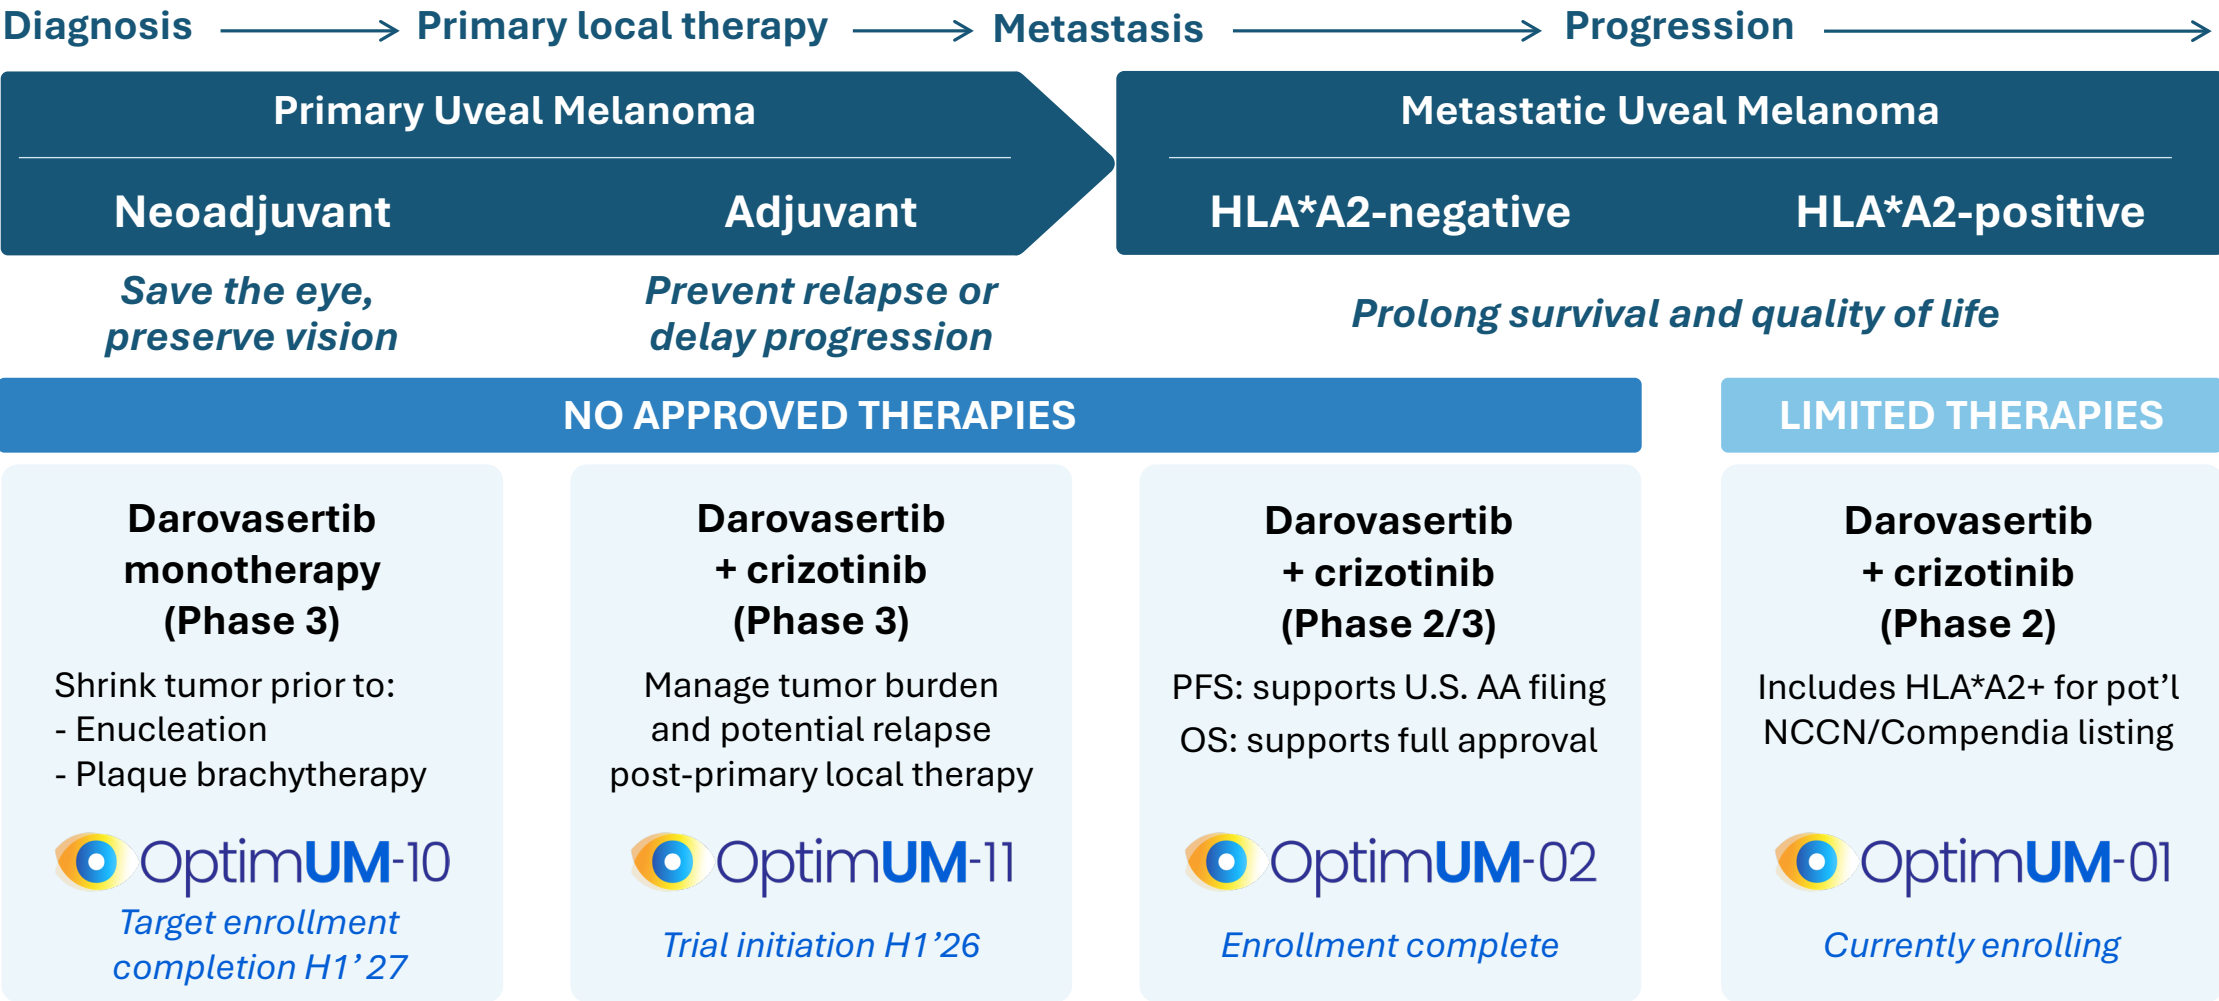 Diagnosis
Primary local therapy
Metastasis
Progression
Primary Uveal Melanoma
Neoadjuvant
Adjuvant
Metastatic Uveal Melanoma
HLA*A2-negative
HLA*A2-positive
Save the eye,
preserve vision
Prevent relapse or
delay progression
Prolong survival and quality of life
NO APPROVED THERAPIES
LIMITED THERAPIES
Darovasertib
monotherapy
(Phase 3)
Shrink tumor prior to:
- Enucleation
- Plaque brachytherapy
OptimUM-10
Target enrollment
completion H1’ 27
Darovasertib
+ crizotinib
(Phase 3)
Manage tumor burden
and potential relapse
post-primary local therapy
OptimUM-11
Trial initiation H1’26
Darovasertib
+ crizotinib
(Phase 2/3)
PFS: supports U.S. AA filing
OS: supports full approval
OptimUM-02
Enrollment complete
Darovasertib
+ crizotinib
(Phase 2)
Includes HLA*A2+ for pot’l
NCCN/Compendia listing
OptimUM-01
Currently enrolling